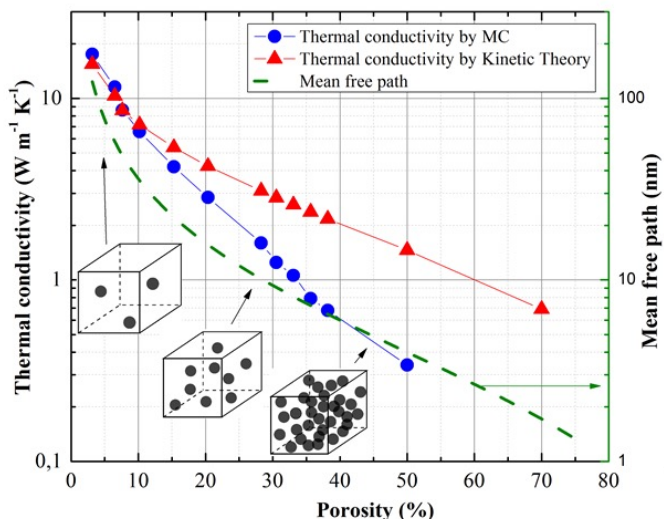 Thermal conductivity by MC
Thermal conductivity by Kinetic Theory
Mean free path
Thermal conductivity (W m⁻¹ K⁻¹)
10
1
0,1
Mean free path (nm)
100
10
1
0 10 20 30 40 50 60 70 80
Porosity (%)